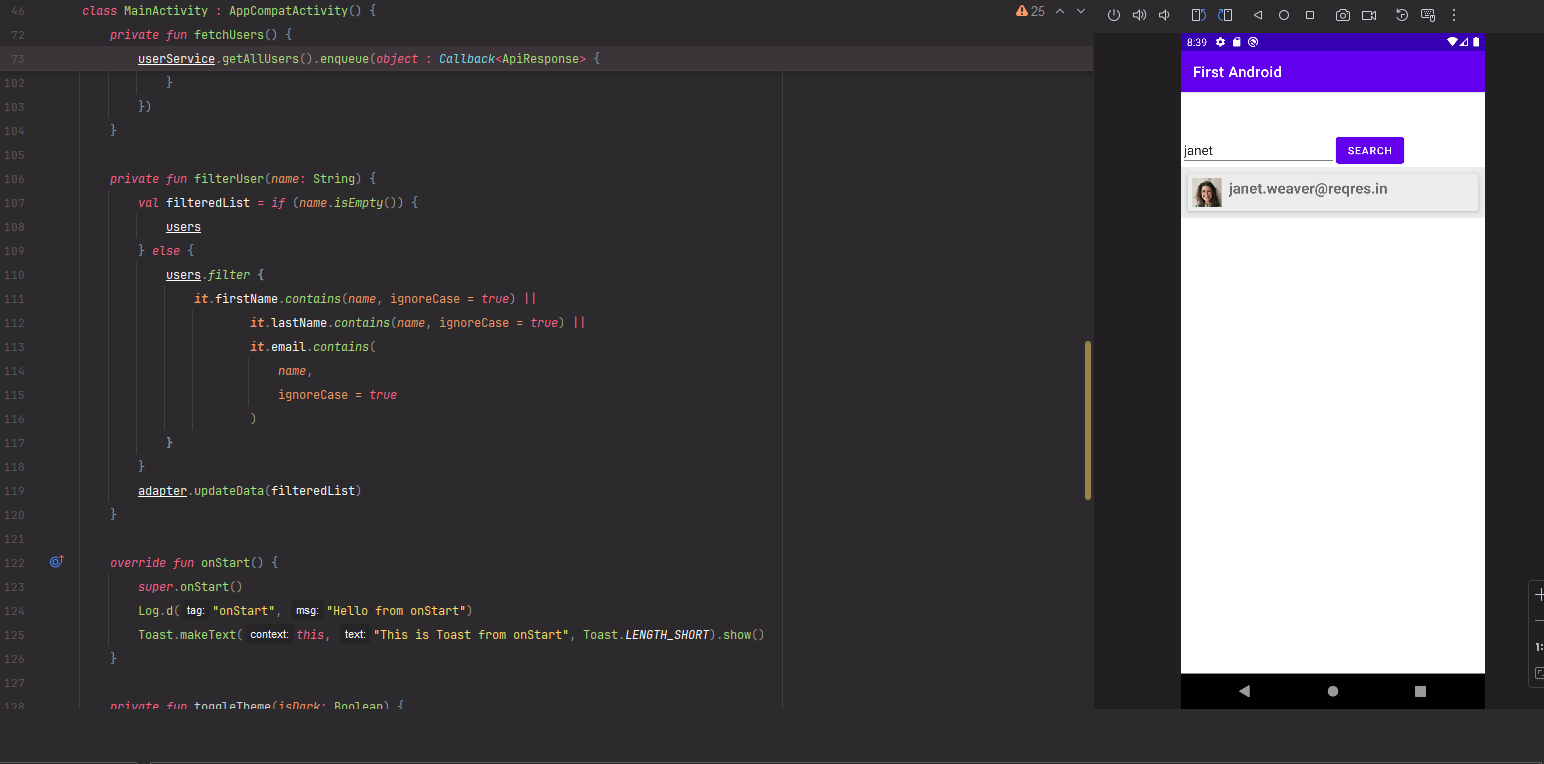 46 class MainActivity : AppCompatActivity() {
25
72 private fun fetchUsers() {
73 userService.getAllUsers().enqueue(object : Callback<ApiResponse> {
102 }
103 })
104 }
105
106 private fun filterUser(name: String) {
107 val filteredList = if (name.isEmpty()) {
108 users
109 } else {
110 users.filter {
111 it.firstName.contains(name, ignoreCase = true) ||
112 it.lastName.contains(name, ignoreCase = true) ||
113 it.email.contains(
114 name,
115 ignoreCase = true
116 )
117 }
118 }
119 adapter.updateData(filteredList)
120 }
121
122 override fun onStart() {
123 super.onStart()
124 Log.d( tag: "onStart", msg: "Hello from onStart")
125 Toast.makeText( context: this, text: "This is Toast from onStart", Toast.LENGTH_SHORT).show()
126 }
127
128 private fun toggleTheme(isDark: Boolean) {
8:39
First Android
janet
SEARCH
janet.weaver@reqres.in
1: